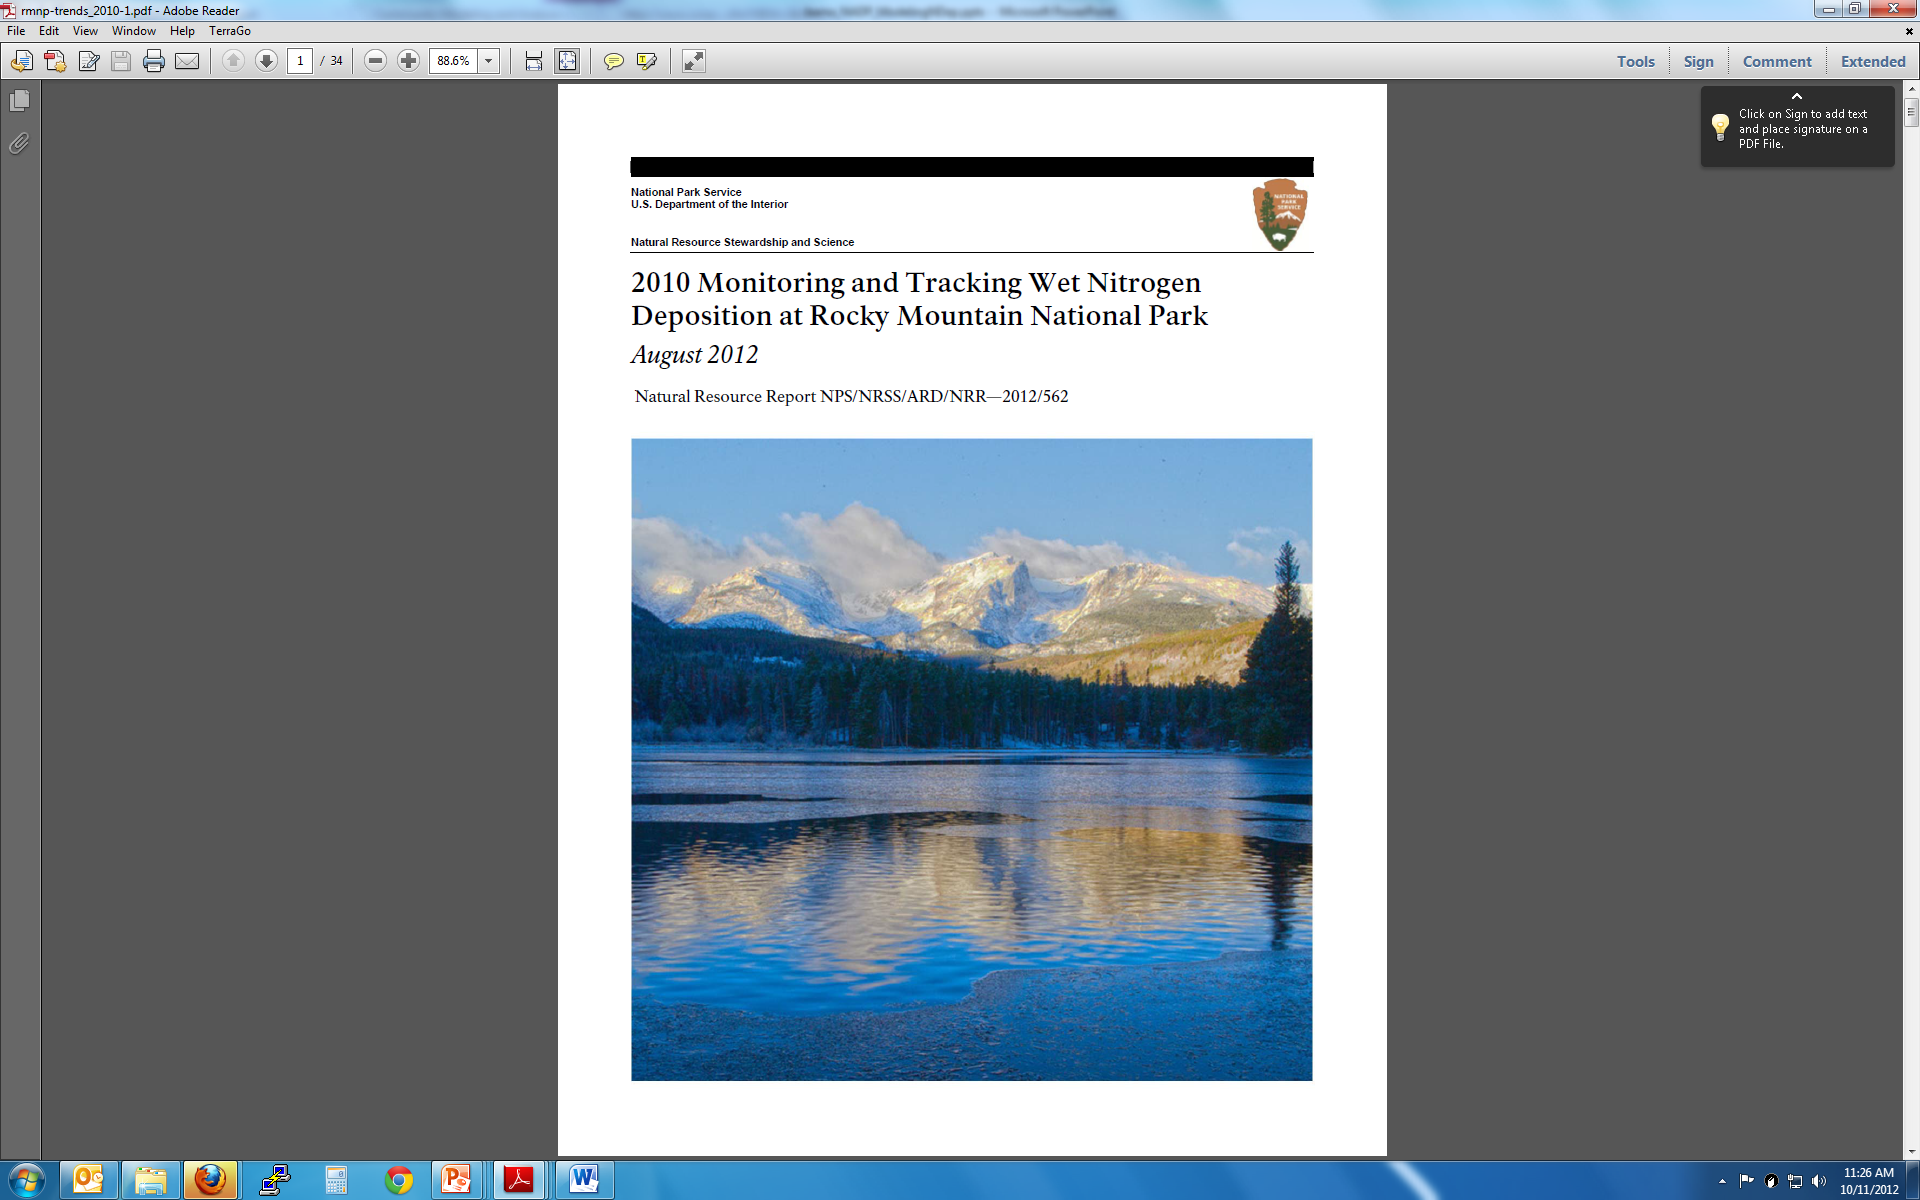 rmnp-trends_2010-1.pdf - Adobe Reader
File Edit View Window Help TerraGo
1 / 34 88.6%
Tools Sign Comment Extended
Click on Sign to add text
and place signature on a
PDF File.
National Park Service
U.S. Department of the Interior
NATIONAL
PARK
SERVICE
Natural Resource Stewardship and Science
2010 Monitoring and Tracking Wet Nitrogen
Deposition at Rocky Mountain National Park
August 2012
Natural Resource Report NPS/NRSS/ARD/NRR—2012/562
11:26 AM
10/11/2012